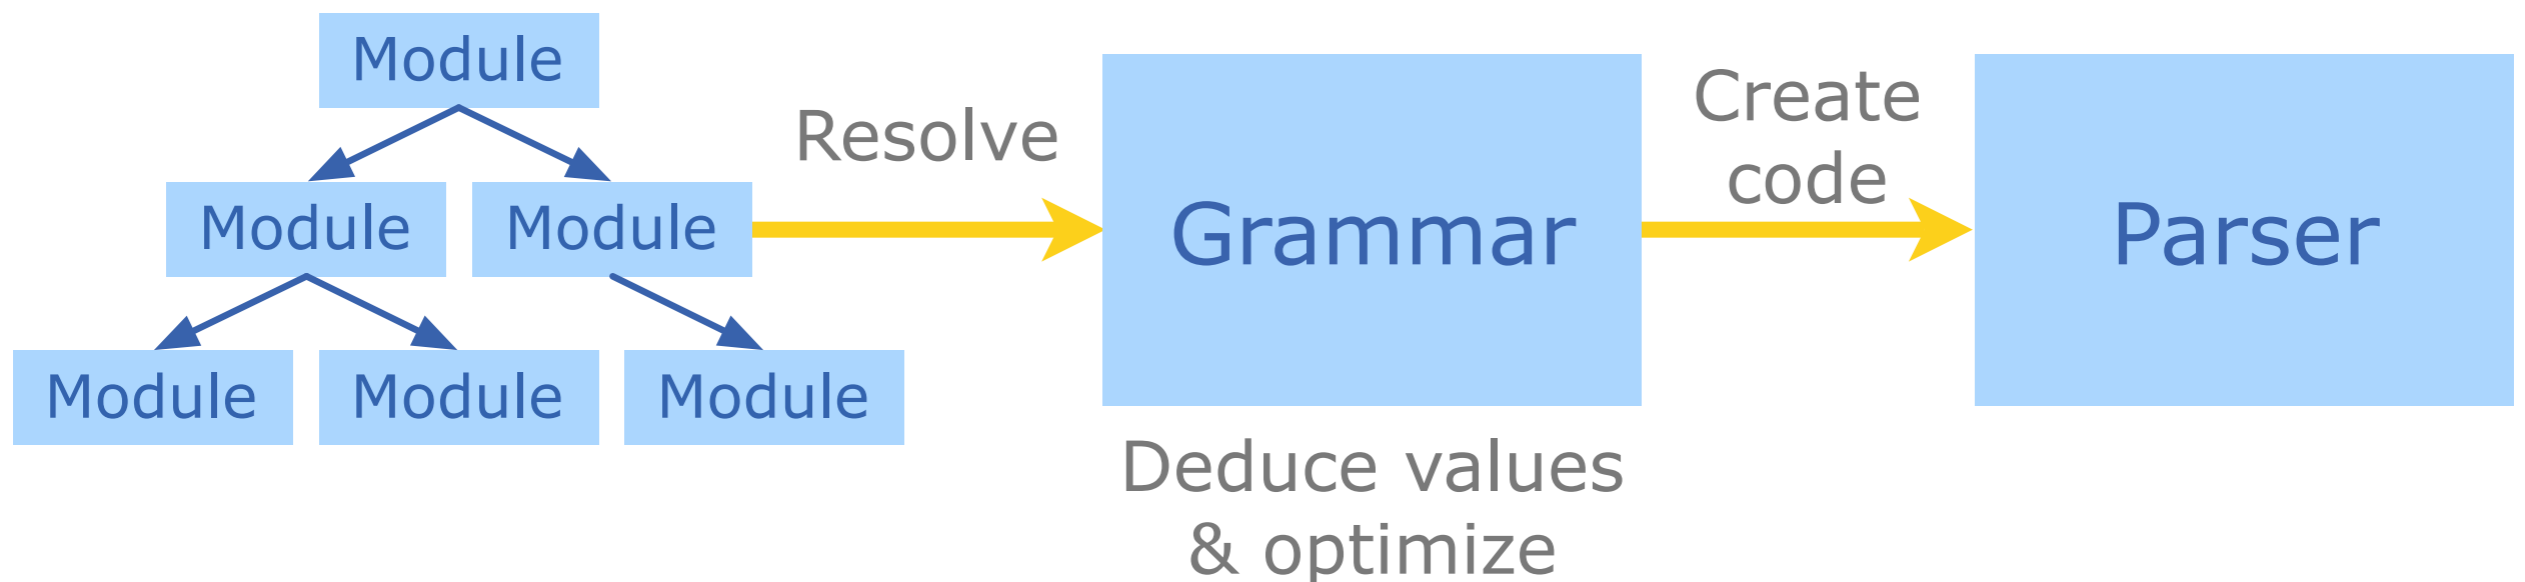 Module
Module Module
Module Module Module
Resolve
Grammar
Deduce values
& optimize
Create
code
Parser